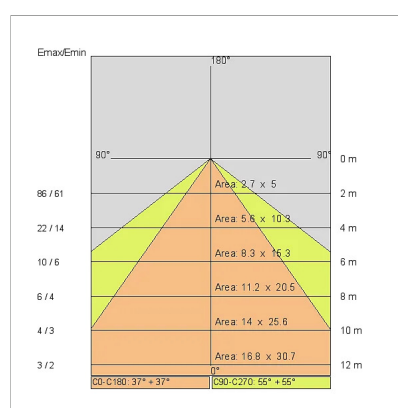 Emax/Emin
180°
90° 90° 0 m
Area: 2.7 x 5
86 / 61 2 m
Area: 5.6 x 10.3
22 / 14 4 m
Area: 8.3 x 15.3
10 / 6 6 m
Area: 11.2 x 20.5
6 / 4 8 m
Area: 14 x 25.6
4 / 3 10 m
Area: 16.8 x 30.7
3 / 2 12 m
0°
C0-C180: 37° + 37° C90-C270: 55° + 55°